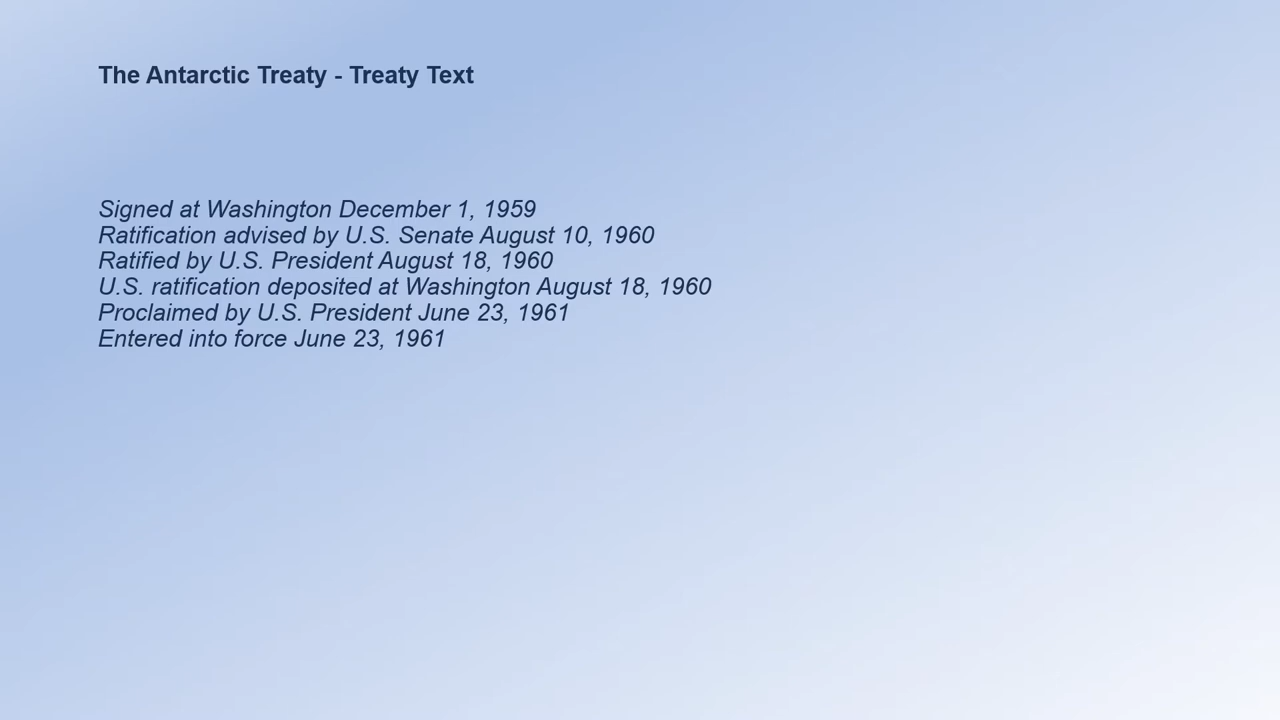 The Antarctic Treaty - Treaty Text
Signed at Washington December 1, 1959
Ratification advised by U.S. Senate August 10, 1960
Ratified by U.S. President August 18, 1960
U.S. ratification deposited at Washington August 18, 1960
Proclaimed by U.S. President June 23, 1961
Entered into force June 23, 1961